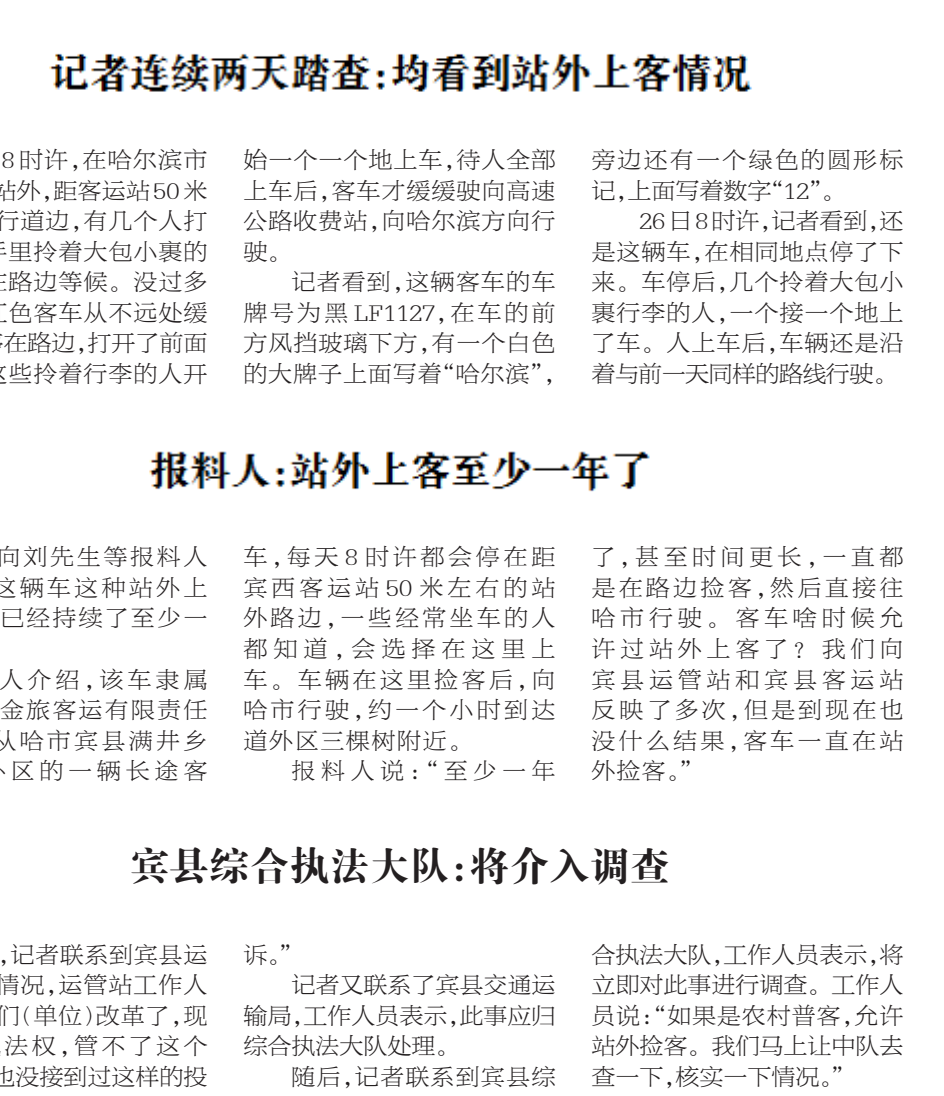 记者连续两天踏查:均看到站外上客情况
8时许,在哈尔滨市
站外,距客运站50米
行道边,有几个人打
手里拎着大包小裹的
在路边等候。没过多
红色客车从不远处缓
停在路边,打开了前面
这些拎着行李的人开
始一个一个地上车,待人全部
上车后,客车才缓缓驶向高速
公路收费站,向哈尔滨方向行
驶。
记者看到,这辆客车的车
牌号为黑LF1127,在车的前
方风挡玻璃下方,有一个白色
的大牌子上面写着“哈尔滨”,
旁边还有一个绿色的圆形标
记,上面写着数字“12”。
26日8时许,记者看到,还
是这辆车,在相同地点停了下
来。车停后,几个拎着大包小
裹行李的人,一个接一个地上
了车。人上车后,车辆还是沿
着与前一天同样的路线行驶。
报料人:站外上客至少一年了
向刘先生等报料人
这辆车这种站外上
已经持续了至少一
人介绍,该车隶属
金旅客运有限责任
从哈市宾县满井乡
外区的一辆长途客
车,每天8时许都会停在距
宾西客运站50米左右的站
外路边,一些经常坐车的人
都知道,会选择在这里上
车。车辆在这里捡客后,向
哈市行驶,约一个小时到达
道外区三棵树附近。
报料人说:“至少一年
了,甚至时间更长,一直都
是在路边捡客,然后直接往
哈市行驶。客车啥时候允
许过站外上客了?我们向
宾县运管站和宾县客运站
反映了多次,但是到现在也
没什么结果,客车一直在站
外捡客。”
宾县综合执法大队:将介入调查
,记者联系到宾县运
情况,运管站工作人
们(单位)改革了,现
法权,管不了这个
也没接到过这样的投
诉。”
记者又联系了宾县交通运
输局,工作人员表示,此事应归
综合执法大队处理。
随后,记者联系到宾县综
合执法大队,工作人员表示,将
立即对此事进行调查。工作人
员说:“如果是农村普客,允许
站外捡客。我们马上让中队去
查一下,核实一下情况。”